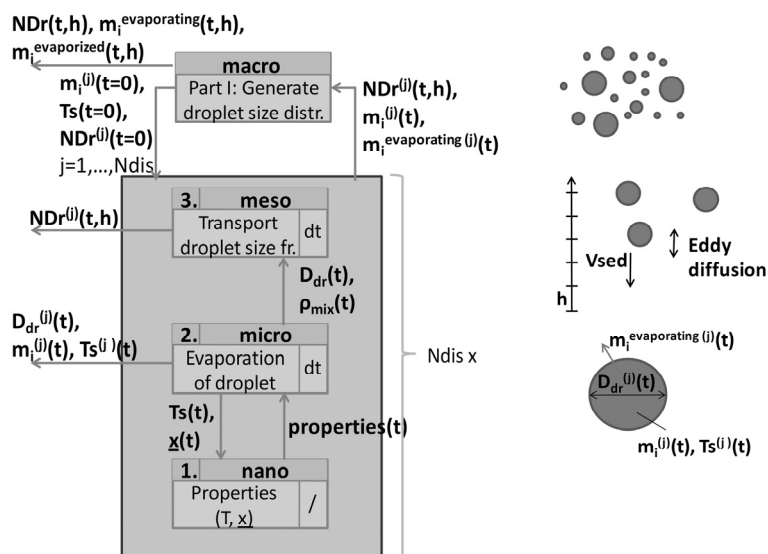 NDr(t,h), mᵢᵉᵛᵃᵖᵒʳᵃᵗⁱⁿᵍ(t,h),
mᵢᵉᵛᵃᵖᵒʳⁱᶻᵉᵈ(t,h)
mᵢ⁽ʲ⁾(t=0),
Ts(t=0),
NDr⁽ʲ⁾(t=0)
j=1,...,Ndis
macro
Part I: Generate
droplet size distr.
NDr⁽ʲ⁾(t,h),
mᵢ⁽ʲ⁾(t),
mᵢᵉᵛᵃᵖᵒʳᵃᵗⁱⁿᵍ ⁽ʲ⁾(t)
3. meso
Transport
droplet size fr.
dt
NDr⁽ʲ⁾(t,h)
D_dr(t),
ρ_mix(t)
2. micro
Evaporation
of droplet
dt
D_dr⁽ʲ⁾(t),
mᵢ⁽ʲ⁾(t), Ts⁽ʲ ⁾(t)
Ts(t),
x(t)
properties(t)
1. nano
Properties
(T, x)
/
Ndis x
Vsed
Eddy
diffusion
h
mᵢᵉᵛᵃᵖᵒʳᵃᵗⁱⁿᵍ ⁽ʲ⁾(t)
D_dr⁽ʲ⁾(t)
mᵢ⁽ʲ⁾(t), Ts⁽ʲ ⁾(t)